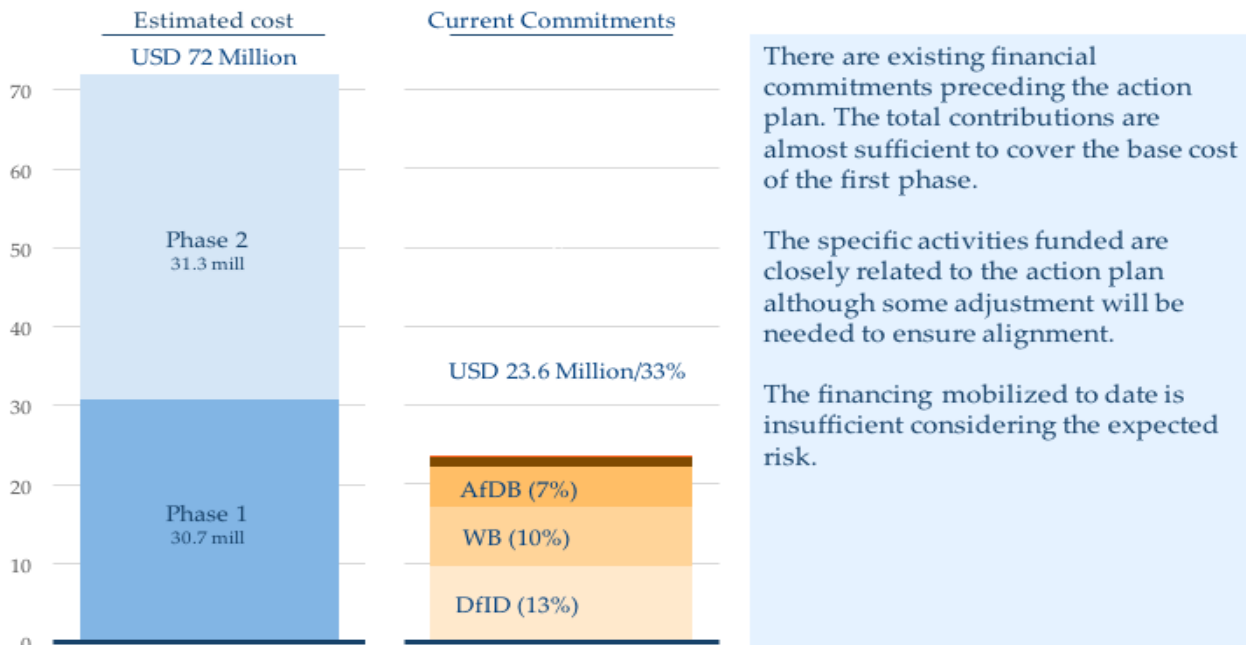 Estimated cost
USD 72 Million
70
60
50
40
30
20
10
0
Phase 2
31.3 mill
Phase 1
30.7 mill
Current Commitments
USD 23.6 Million/33%
AfDB (7%)
WB (10%)
DfID (13%)
There are existing financial
commitments preceding the action
plan. The total contributions are
almost sufficient to cover the base cost
of the first phase.
The specific activities funded are
closely related to the action plan
although some adjustment will be
needed to ensure alignment.
The financing mobilized to date is
insufficient considering the expected
risk.